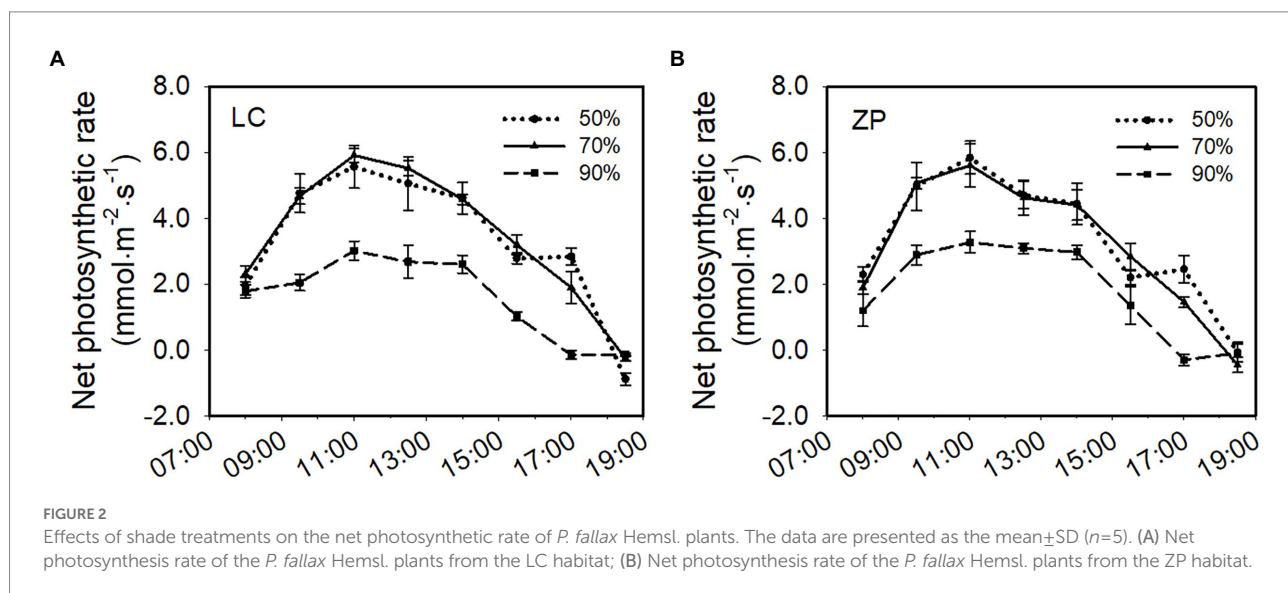 A
Net photosynthetic rate
(mmol·m-2·s-1)
8.0
6.0
4.0
2.0
0.0
-2.0
LC
50%
70%
90%
07:00
09:00
11:00
13:00
15:00
17:00
19:00
B
Net photosynthetic rate
(mmol·m-2·s-1)
8.0
6.0
4.0
2.0
0.0
-2.0
ZP
50%
70%
90%
07:00
09:00
11:00
13:00
15:00
17:00
19:00
FIGURE 2
Effects of shade treatments on the net photosynthetic rate of P. fallax Hemsl. plants. The data are presented as the mean±SD (n=5). (A) Net
photosynthesis rate of the P. fallax Hemsl. plants from the LC habitat; (B) Net photosynthesis rate of the P. fallax Hemsl. plants from the ZP habitat.